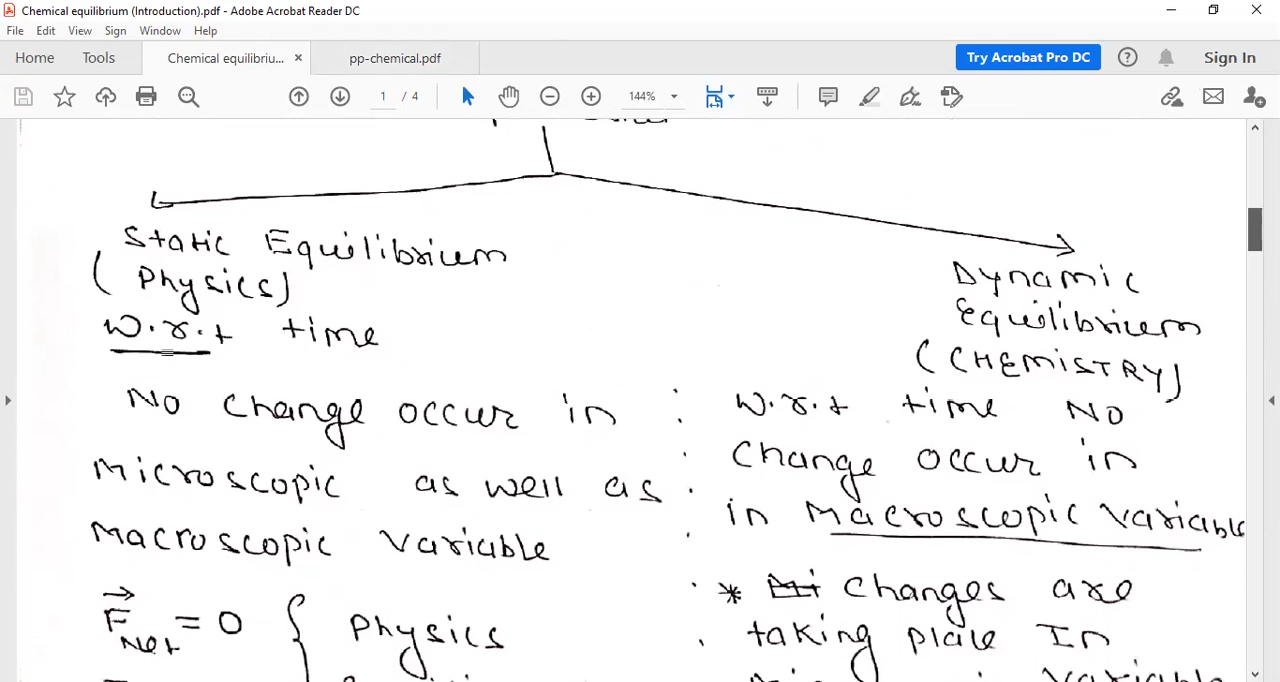 Chemical equilibrium (Introduction).pdf - Adobe Acrobat Reader DC
File Edit View Sign Window Help
Home Tools Chemical equilibriu... × pp-chemical.pdf Try Acrobat Pro DC Sign In
1 / 4 144%
Static Equilibrium
(Physics)
W.r.t time
No change occur in
Microscopic as well as
Macroscopic variable
F Net = 0 { Physics
Dynamic
Equilibrium
(CHEMISTRY)
w.r.t time No
change occur in
in Macroscopic variable
* changes are
taking place In
variable